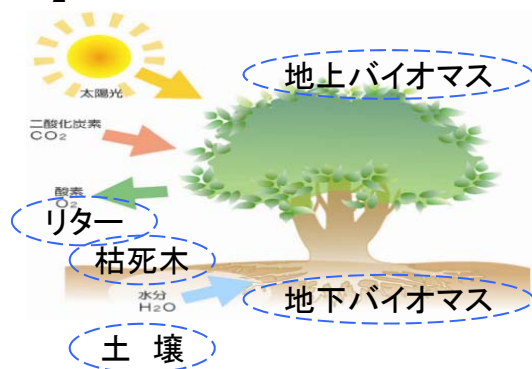 地上バイオマス
太陽光
二酸化炭素
CO2
酸素
O2
リター
枯死木
水分
H2O
地下バイオマス
土 壌